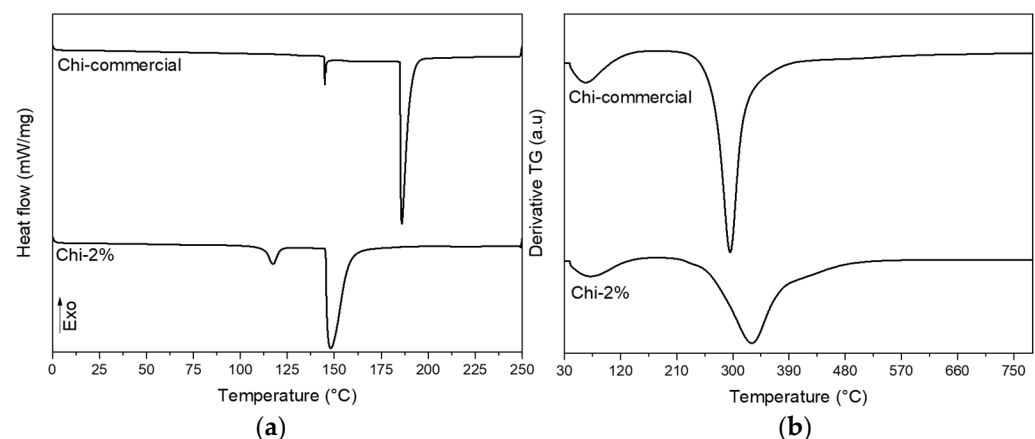 Heat flow (mW/mg)
Chi-commercial
Chi-2%
Exo
0 25 50 75 100 125 150 175 200 225 250
Temperature (°C)
(a)
Derivative TG (a.u)
Chi-commercial
Chi-2%
30 120 210 300 390 480 570 660 750
Temperature (°C)
(b)